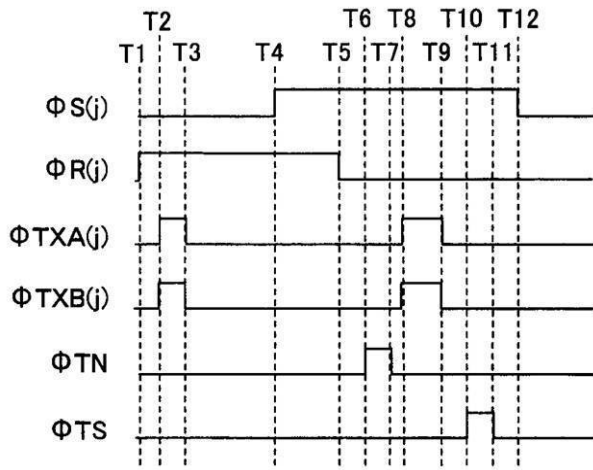 T6 T8 T10 T12
T1 T3 T4 T5 T7 T9 T11
T2
ΦS(j)
ΦR(j)
ΦTXA(j)
ΦTXB(j)
ΦTN
ΦTS